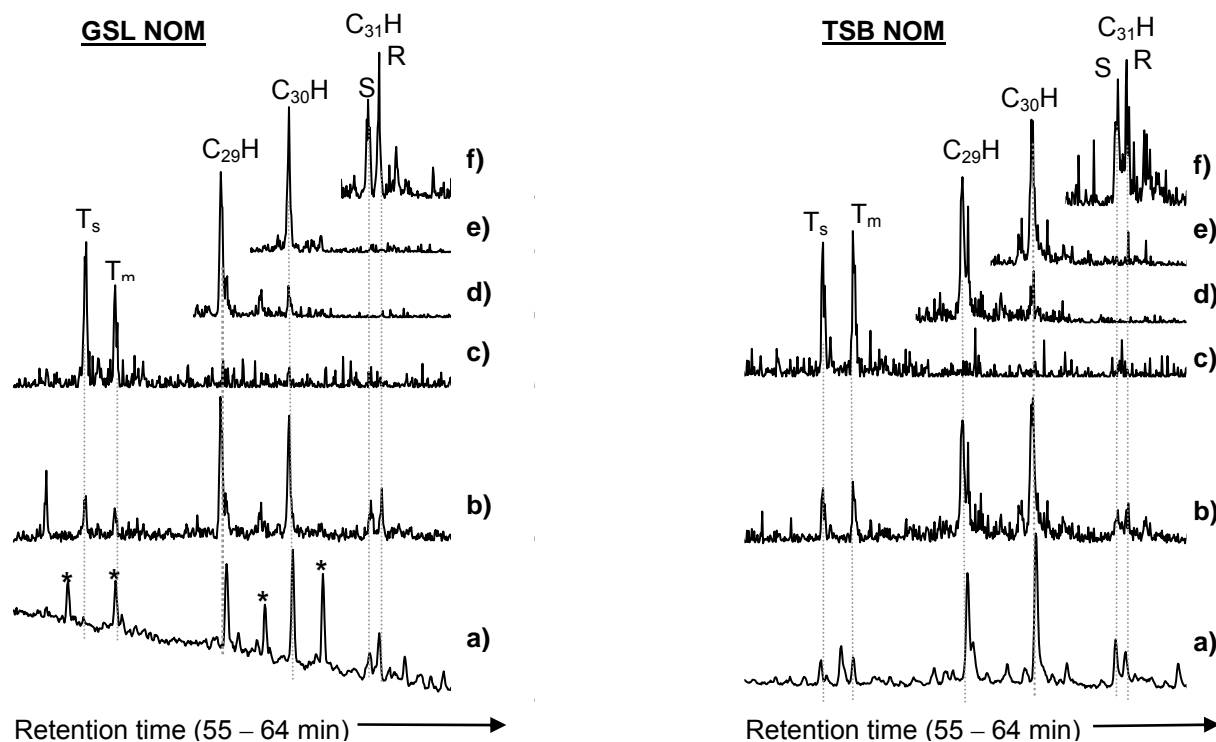 GSL NOM
C₃₁H
S R
C₃₀H
C₂₉H
Tₛ
Tₘ
f)
e)
d)
c)
b)
a)
* * * *
Retention time (55 – 64 min)
TSB NOM
C₃₁H
S R
C₃₀H
C₂₉H
Tₛ Tₘ
f)
e)
d)
c)
b)
a)
Retention time (55 – 64 min)